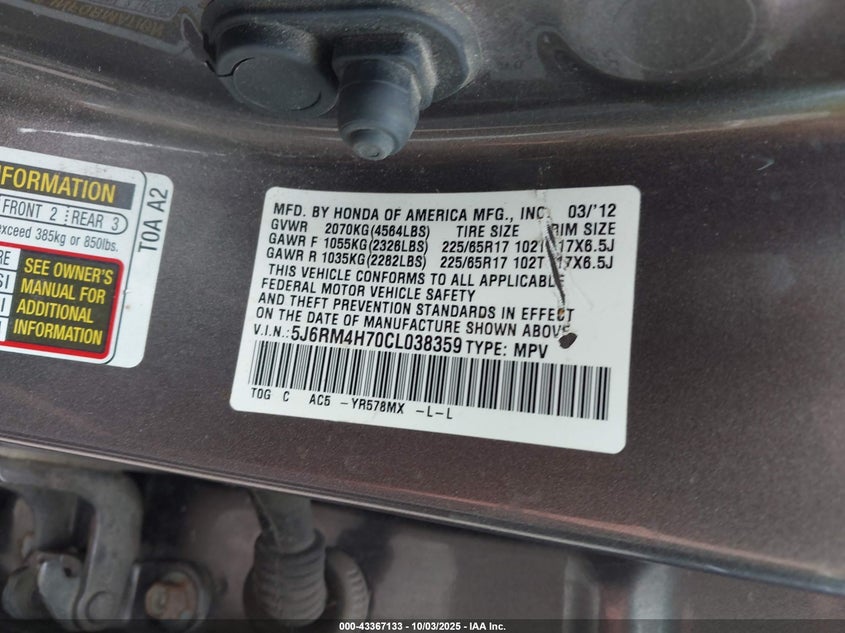 INFORMATION
FRONT 2 REAR 3
exceed 385kg or 850lbs.
SEE OWNER'S
MANUAL FOR
ADDITIONAL
INFORMATION
T0A A2
MFD. BY HONDA OF AMERICA MFG., INC. 03/'12
GVWR 2070KG(4564LBS) TIRE SIZE RIM SIZE
GAWR F 1055KG(2326LBS) 225/65R17 102T 17X6.5J
GAWR R 1035KG(2282LBS) 225/65R17 102T 17X6.5J
THIS VEHICLE CONFORMS TO ALL APPLICABLE
FEDERAL MOTOR VEHICLE SAFETY
AND THEFT PREVENTION STANDARDS IN EFFECT
ON THE DATE OF MANUFACTURE SHOWN ABOVE.
V.I.N.: 5J6RM4H70CL038359 TYPE: MPV
T0G C AC5 -YR578MX -L-L
000-43367133 - 10/03/2025 - IAA Inc.